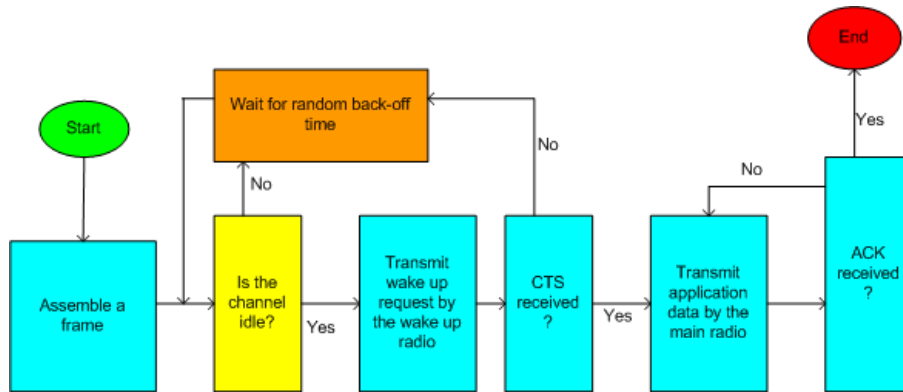 End
Wait for random back-off
time
Start
Yes
No
No
No
Assemble a
frame
Is the
channel
idle?
Yes
Transmit
wake up
request by
the wake up
radio
CTS
received
?
Yes
Transmit
application
data by the
main radio
ACK
received
?